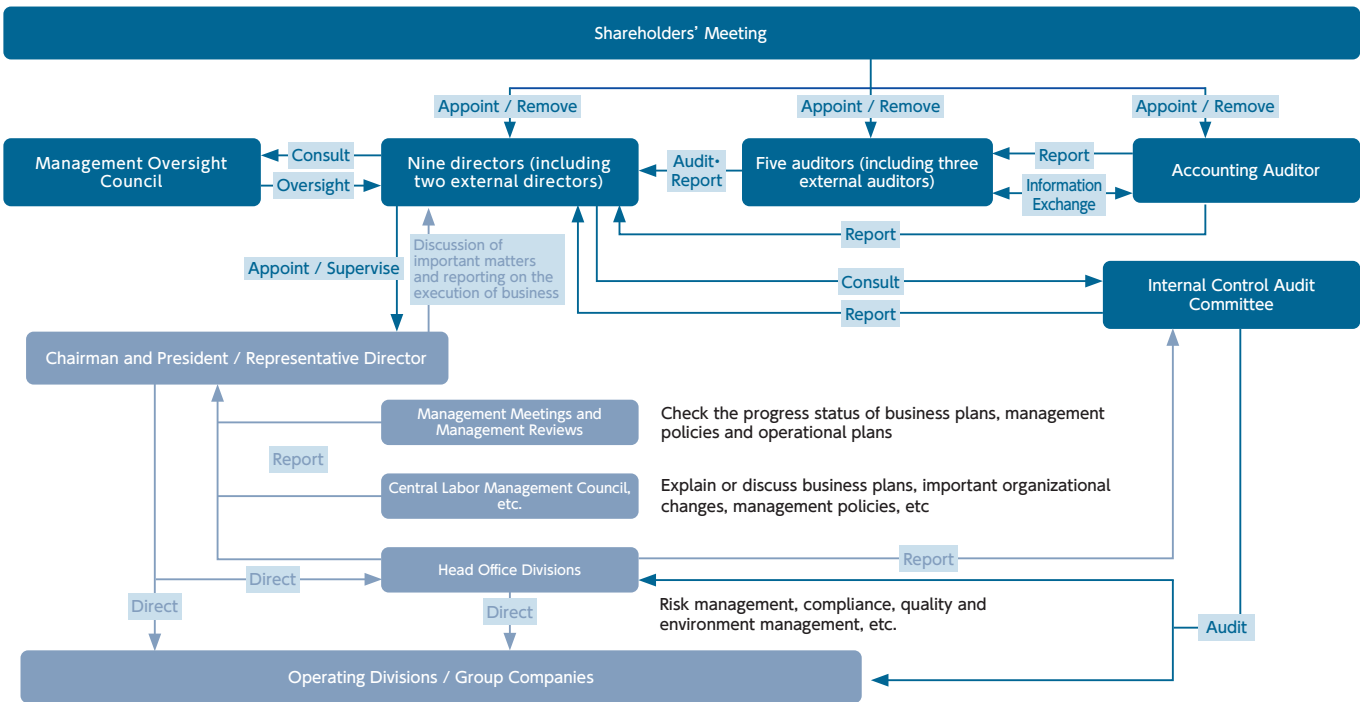 Shareholders’ Meeting
Appoint / Remove
Appoint / Remove
Appoint / Remove
Management Oversight
Council
Consult
Oversight
Nine directors (including
two external directors)
Audit•
Report
Five auditors (including three
external auditors)
Report
Information
Exchange
Accounting Auditor
Report
Appoint / Supervise
Discussion of
important matters
and reporting on the
execution of business
Consult
Report
Internal Control Audit
Committee
Chairman and President / Representative Director
Management Meetings and
Management Reviews
Check the progress status of business plans, management
policies and operational plans
Report
Central Labor Management Council,
etc.
Explain or discuss business plans, important organizational
changes, management policies, etc
Head Office Divisions
Report
Direct
Direct
Direct
Risk management, compliance, quality and
environment management, etc.
Audit
Operating Divisions / Group Companies